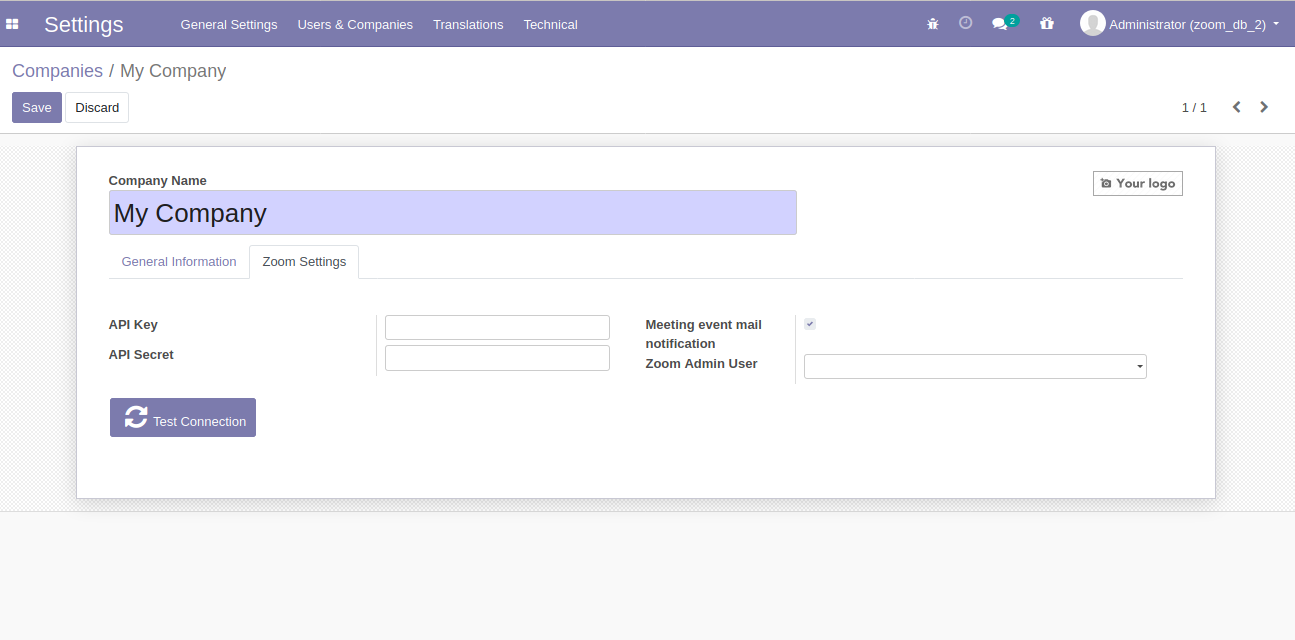 Settings General Settings Users & Companies Translations Technical 2 Administrator (zoom_db_2)
Companies / My Company
Save Discard 1 / 1
Company Name Your logo
My Company
General Information Zoom Settings
API Key Meeting event mail
notification
API Secret
Zoom Admin User
Test Connection